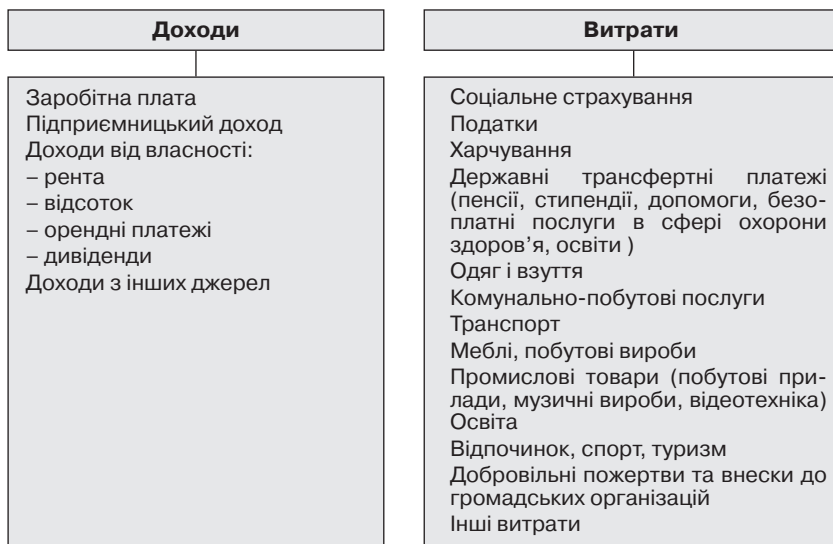 Доходи
Заробітна плата
Підприємницький доход
Доходи від власності:
– рента
– відсоток
– орендні платежі
– дивіденди
Доходи з інших джерел
Витрати
Соціальне страхування
Податки
Харчування
Державні трансфертні платежі
(пенсії, стипендії, допомоги, безо-
платні послуги в сфері охорони
здоров’я, освіти )
Одяг і взуття
Комунально-побутові послуги
Транспорт
Меблі, побутові вироби
Промислові товари (побутові при-
лади, музичні вироби, відеотехніка)
Освіта
Відпочинок, спорт, туризм
Добровільні пожертви та внески до
громадських організацій
Інші витрати